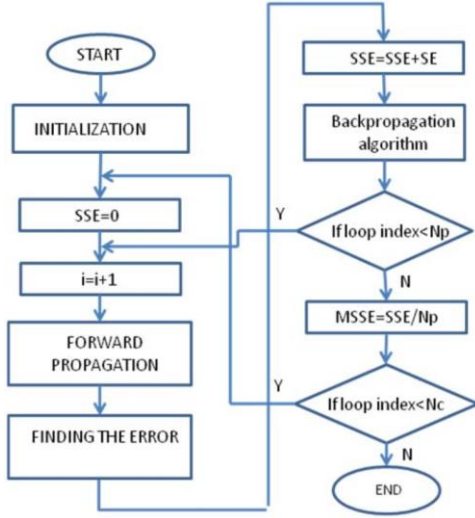 START
INITIALIZATION
SSE=0
i=i+1
FORWARD
PROPAGATION
FINDING THE ERROR
SSE=SSE+SE
Backpropagation
algorithm
Y
If loop index<Np
N
MSSE=SSE/Np
Y
If loop index<Nc
N
END